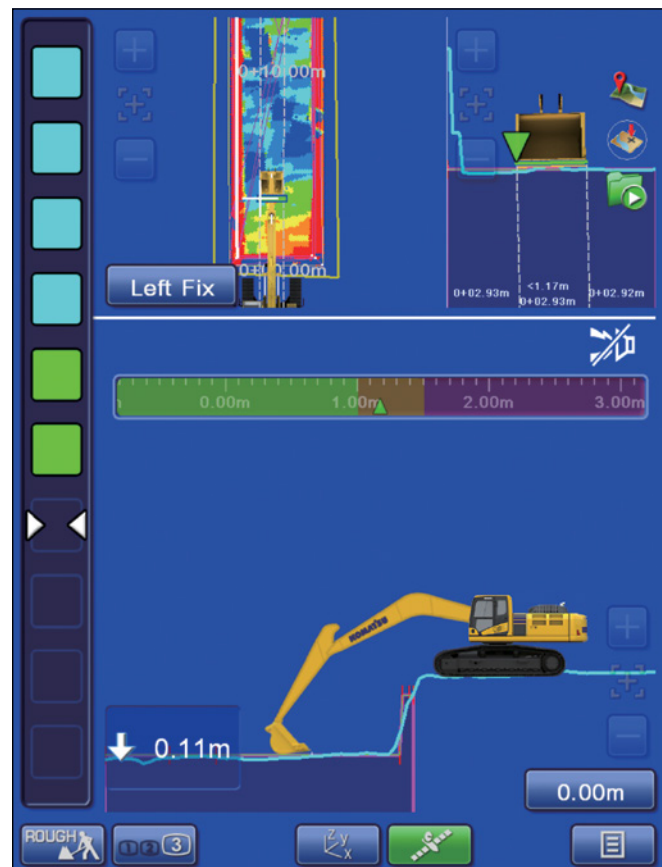 0+10.00m
0+00.00m
Left Fix
0+02.93m
<1.17m
0+02.93m
0+02.92m
0.00m 1.00m 2.00m 3.00m
KOMATSU
0.11m
0.00m
ROUGH
1 2 3
Z
Y
X